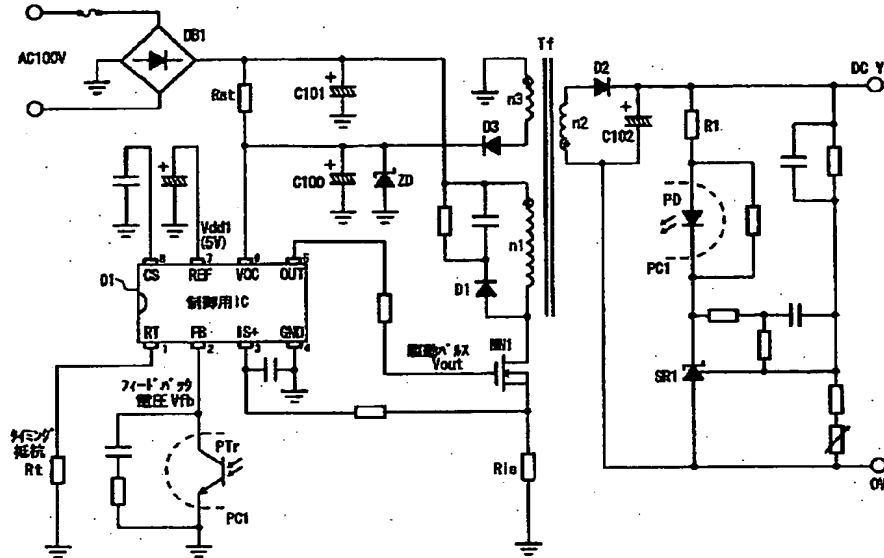 DB1
AC100V
Rst
C101
+
Tf
n3
D2
DC V
+
n2
C102
R1
D3
C100
+
ZD
+
Vdd1
(5V)
PD
PC1
n1
D1
8 7 6 5
CS REF VCC OUT
01
制御用IC
RT FB IS+ GND
1 2 3 4
駆動パルス
Vout
MN1
SR1
フィードバック
電圧 Vfb
タイミング
抵抗
Rt
PTr
PC1
Ris
0V